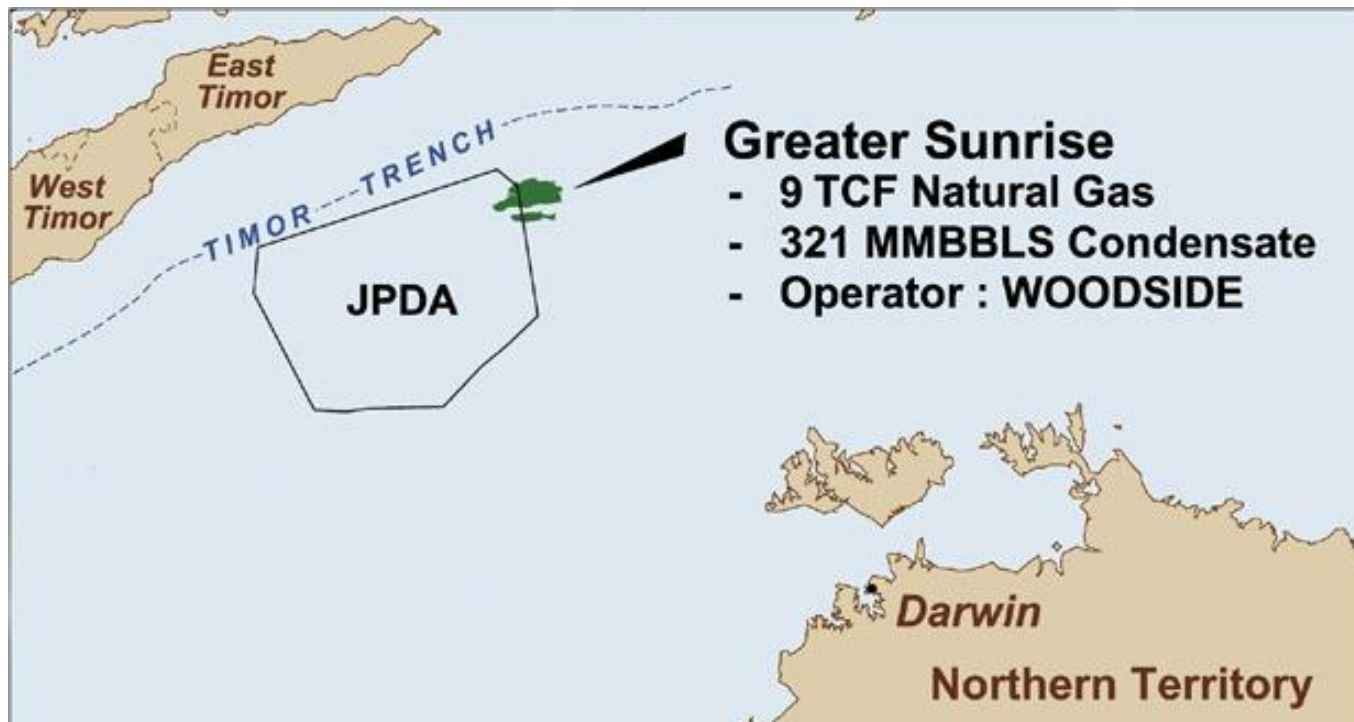 East
Timor
West
Timor
TIMOR
TRENCH
JPDA
Greater Sunrise
- 9 TCF Natural Gas
- 321 MMBBLS Condensate
- Operator : WOODSIDE
Darwin
Northern Territory